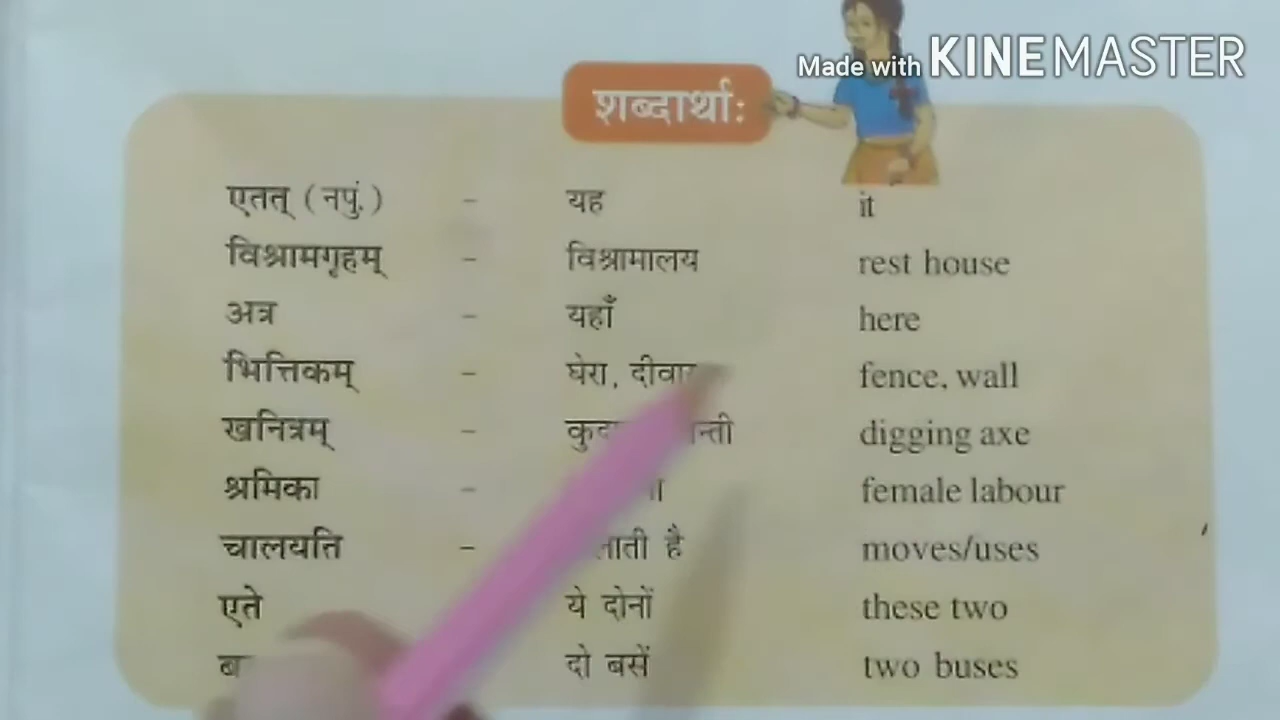 Made with KINEMASTER
शब्दार्थाः
एतत् (नपुं.) - यह it
विश्रामगृहम् - विश्रामालय rest house
अत्र - यहाँ here
भित्तिकम् - घेरा, fence, wall
खनित्रम् - digging axe
श्रमिका - female labour
चालयति - है moves/uses
एते ये दोनों these two
दो बसें two buses